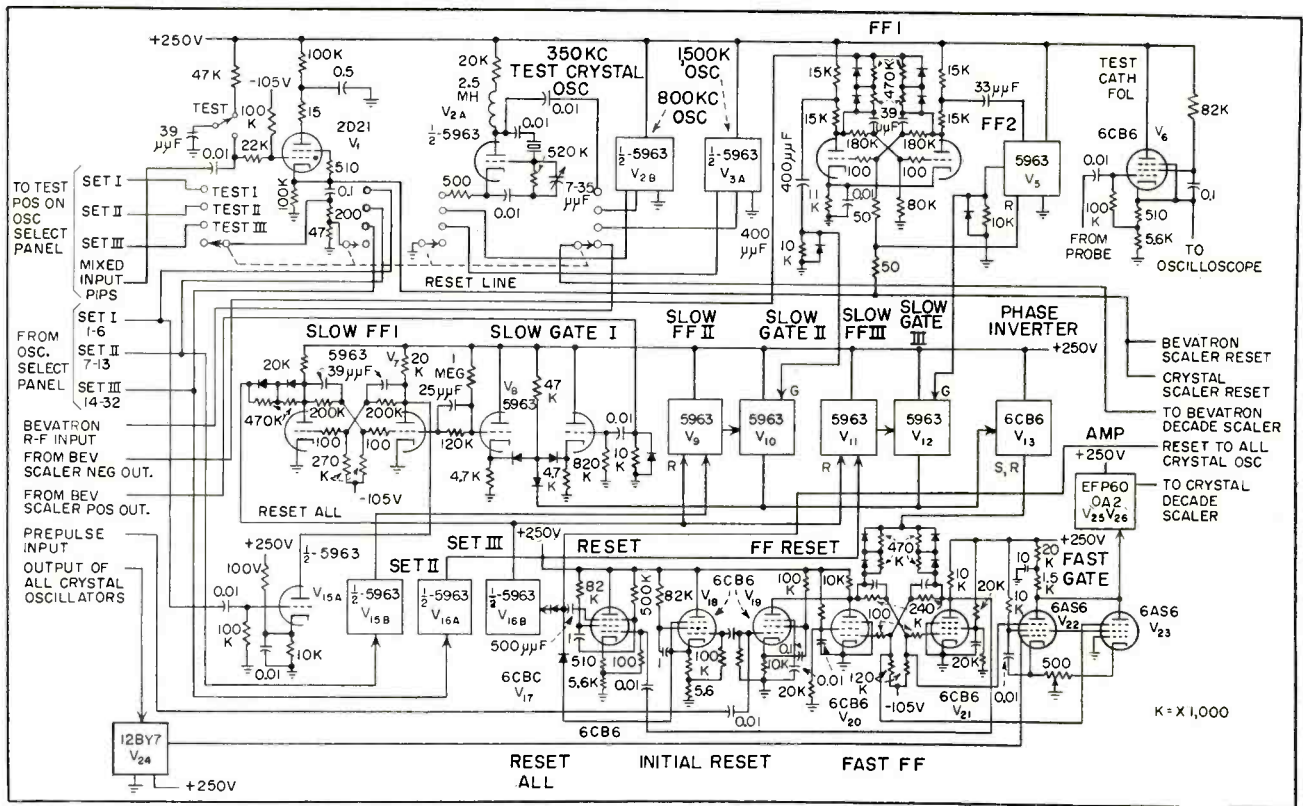 FF1
+250V
47K
-105V
100K
0.5
TEST
100
K
15
2D21
V1
39
μμF
22K
0.01
510
100K
0.1
200
47
20K
2.5
MH
V2A
½-5963
350KC
TEST CRYSTAL
OSC
0.01
0.01
520K
500
0.01
7-35
μμF
1,500K
OSC
800KC
OSC
½-5963
V2B
½-5963
V3A
400
μμF
15K
15K
470K
39
μμF
15K
15K
33μμF
FF2
400μμF
180K
180K
100
100
11
K
0.01
50
80K
10
K
50
5963
V5
R
10K
TEST
CATH
FOL
6CB6
V6
82K
0.01
100
K
510
5.6K
0.1
FROM
PROBE
TO
OSCILLOSCOPE
TO TEST
POS ON
OSC
SELECT
PANEL
SET I
SET II
SET III
TEST I
TEST II
TEST III
MIXED
INPUT
PIPS
RESET LINE
FROM
OSC.
SELECT
PANEL
SET I
1-6
SET II
7-13
SET III
14-32
BEVATRON
R-F INPUT
FROM BEV
SCALER NEG OUT.
FROM BEV
SCALER POS OUT.
PREPULSE
INPUT
OUTPUT OF
ALL CRYSTAL
OSCILLATORS
SLOW FF1
20K
5963
39μμF
V7
20
K
470K
200K
200K
100
100
270
K
-105V
RESET ALL
SLOW GATE I
1
MEG
25μμF
120K
V8
5963
47
K
4.7K
4.7
K
820
K
0.01
10
K
SLOW
FF II
5963
V9
R
SLOW
GATE II
G
5963
V10
SLOW
FF III
5963
V11
R
SLOW
GATE
III
G
5963
V12
PHASE
INVERTER
+250V
6CB6
V13
S, R
BEVATRON
SCALER RESET
CRYSTAL
SCALER RESET
TO BEVATRON
DECADE SCALER
RESET TO ALL
CRYSTAL OSC
TO CRYSTAL
DECADE
SCALER
AMP
+250V
EFP60
OA2
V25 V26
+250V
½-5963
100V
V15A
0.01
100
K
10K
0.01
SET II
½-5963
V15B
½-5963
V16A
SET III
½-5963
V16B
+250V
RESET
82
K
500K
500μμF
1
510
100
5.6K
0.01
6CBC
V17
FF RESET
82K
V18
6CB6
V19
100
K
100
K
5.6
10K
0.1
0.01
20K
0.01
6CB6
10K
470
K
100
240
K
120
K
-105V
6CB6
V20
6CB6
V21
10
K
20K
20K
+250V
FAST
GATE
10
K
20
K
1.5
K
10
K
6AS6
V22
6AS6
V23
500
0.01
K = X 1,000
12BY7
V24
+250V
RESET
ALL
INITIAL RESET
FAST FF